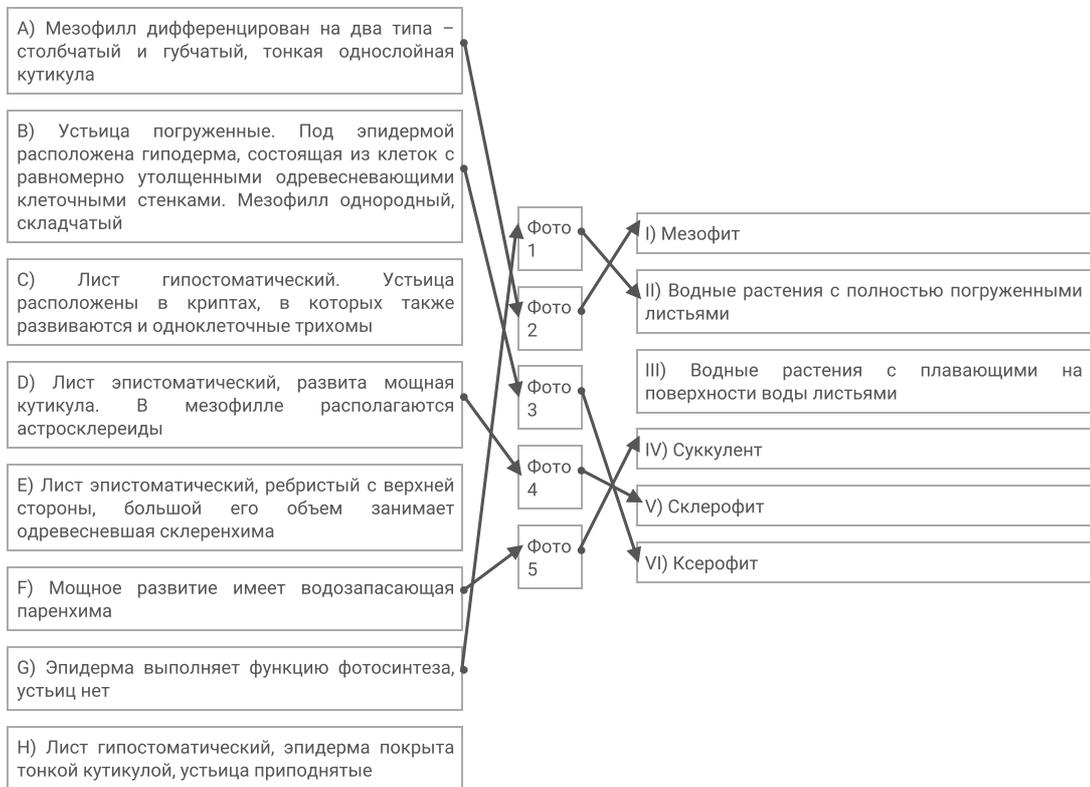 A) Мезофилл дифференцирован на два типа –
столбчатый и губчатый, тонкая однослойная
кутикула
B) Устьица погруженные. Под эпидермой
расположена гиподерма, состоящая из клеток с
равномерно утолщенными одревесневающими
клеточными стенками. Мезофилл однородный,
складчатый
C) Лист гипостоматический. Устьица
расположены в криптах, в которых также
развиваются и одноклеточные трихомы
D) Лист эпистоматический, развита мощная
кутикула. В мезофилле располагаются
астросклереиды
E) Лист эпистоматический, ребристый с верхней
стороны, большой его объем занимает
одревесневшая склеренхима
F) Мощное развитие имеет водозапасающая
паренхима
G) Эпидерма выполняет функцию фотосинтеза,
устьиц нет
H) Лист гипостоматический, эпидерма покрыта
тонкой кутикулой, устьица приподнятые
Фото
1
Фото
2
Фото
3
Фото
4
Фото
5
I) Мезофит
II) Водные растения с полностью погруженными
листьями
III) Водные растения с плавающими на
поверхности воды листьями
IV) Суккулент
V) Склерофит
VI) Ксерофит